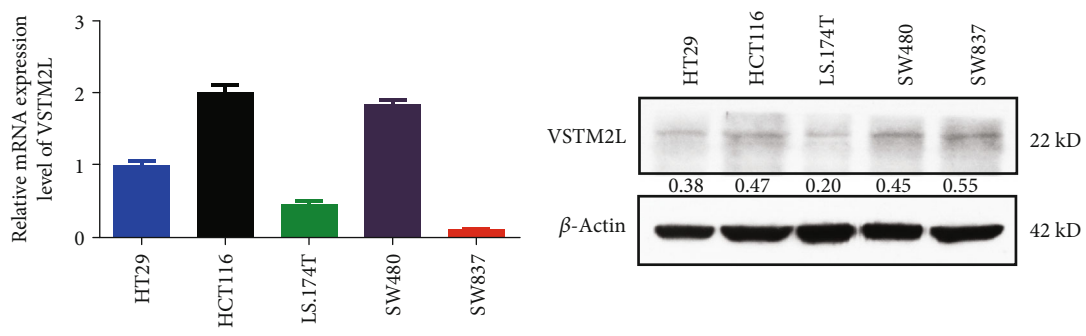 Relative mRNA expression
level of VSTM2L
3
2
1
0
HT29
HCT116
LS.174T
SW480
SW837
HT29
HCT116
LS.174T
SW480
SW837
VSTM2L
22 kD
0.38 0.47 0.20 0.45 0.55
β-Actin
42 kD